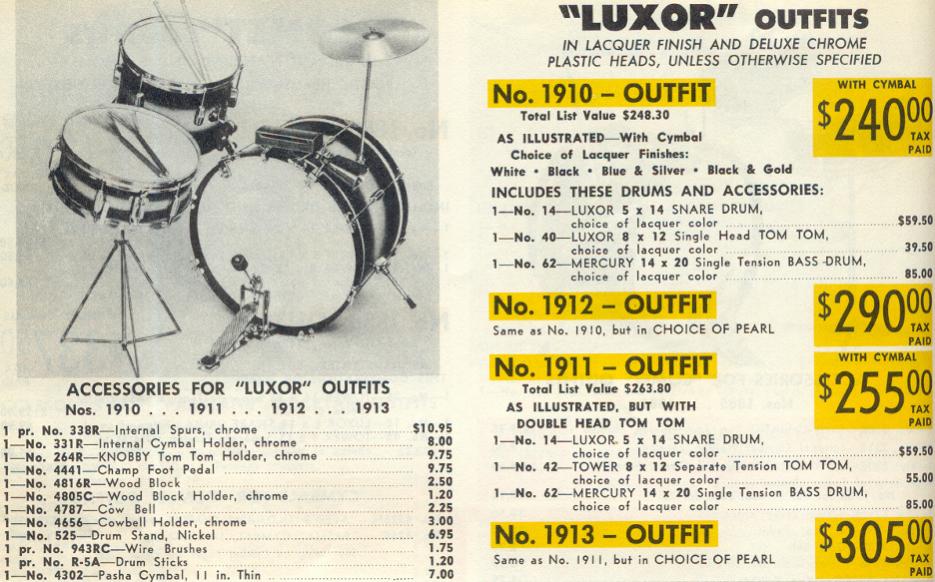 ACCESSORIES FOR "LUXOR" OUTFITS
Nos. 1910 . . . 1911 . . . 1912 . . . 1913
1 pr. No. 338R—Internal Spurs, chrome $10.95
1—No. 331R—Internal Cymbal Holder, chrome 8.00
1—No. 264R—KNOBBY Tom Tom Holder, chrome 9.75
1—No. 4441—Champ Foot Pedal 9.75
1—No. 4816R—Wood Block 2.50
1—No. 4805C—Wood Block Holder, chrome 1.20
1—No. 4787—Cow Bell 2.25
1—No. 4656—Cowbell Holder, chrome 3.00
1—No. 525—Drum Stand, Nickel 6.95
1 pr. No. 943RC—Wire Brushes 1.75
1 pr. No. R-5A—Drum Sticks 1.20
1—No. 4302—Pasha Cymbal, 11 in. Thin 7.00
"LUXOR" OUTFITS
IN LACQUER FINISH AND DELUXE CHROME
PLASTIC HEADS, UNLESS OTHERWISE SPECIFIED
No. 1910 – OUTFIT
Total List Value $248.30
WITH CYMBAL
$240.00 TAX PAID
AS ILLUSTRATED—With Cymbal
Choice of Lacquer Finishes:
White • Black • Blue & Silver • Black & Gold
INCLUDES THESE DRUMS AND ACCESSORIES:
1—No. 14—LUXOR 5 x 14 SNARE DRUM,
choice of lacquer color $59.50
1—No. 40—LUXOR 8 x 12 Single Head TOM TOM,
choice of lacquer color 39.50
1—No. 62—MERCURY 14 x 20 Single Tension BASS DRUM,
choice of lacquer color 85.00
No. 1912 – OUTFIT
Same as No. 1910, but in CHOICE OF PEARL
$290.00 TAX PAID
No. 1911 – OUTFIT
Total List Value $263.80
WITH CYMBAL
$255.00 TAX PAID
AS ILLUSTRATED, BUT WITH
DOUBLE HEAD TOM TOM
1—No. 14—LUXOR 5 x 14 SNARE DRUM,
choice of lacquer color $59.50
1—No. 42—TOWER 8 x 12 Separate Tension TOM TOM,
choice of lacquer color 55.00
1—No. 62—MERCURY 14 x 20 Single Tension BASS DRUM,
choice of lacquer color 85.00
No. 1913 – OUTFIT
Same as No. 1911, but in CHOICE OF PEARL
$305.00 TAX PAID